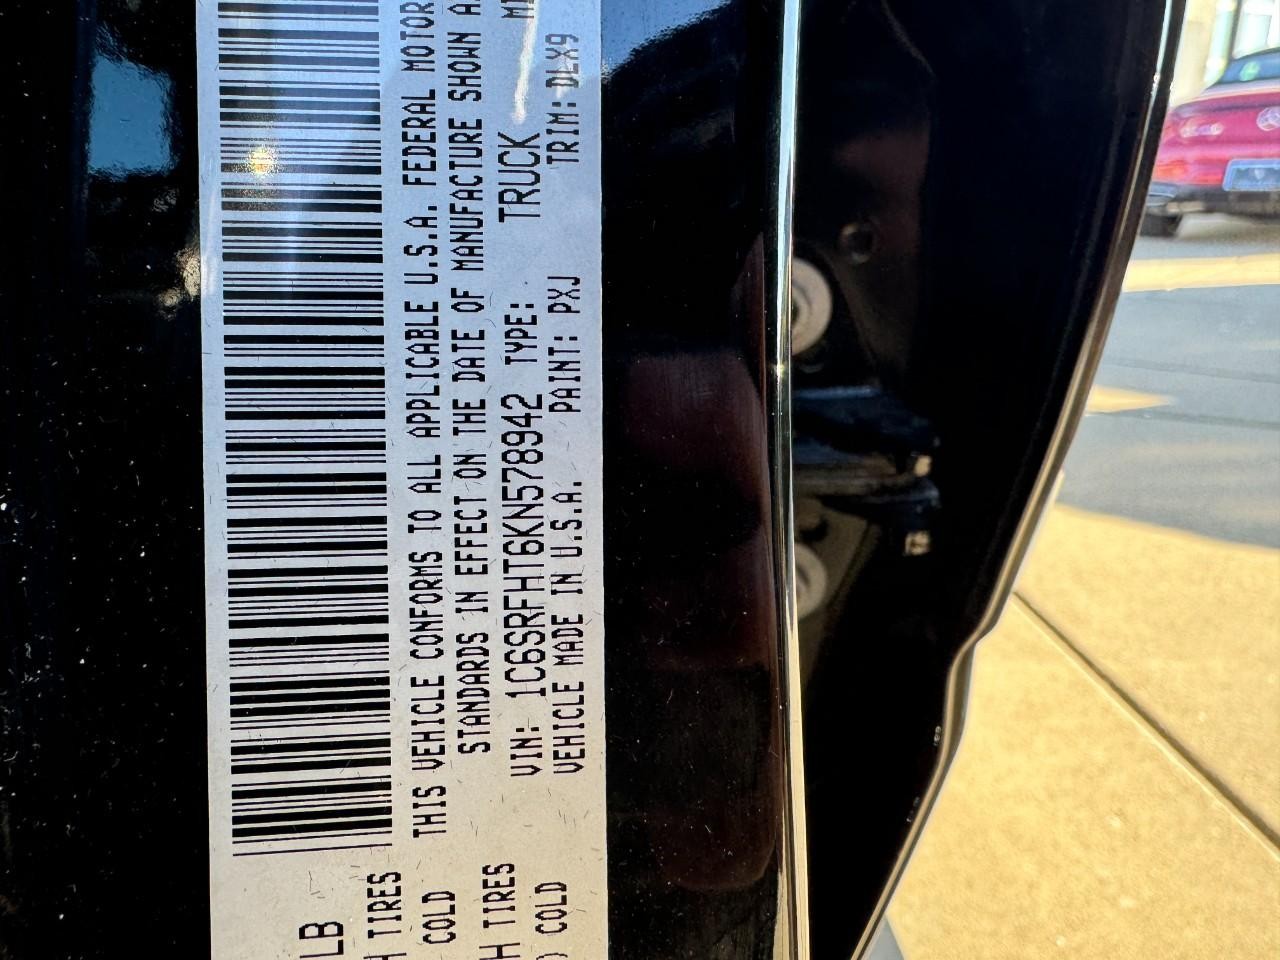 LB
H TIRES
COLD
THIS VEHICLE CONFORMS TO ALL APPLICABLE U.S.A. FEDERAL MOTOR
STANDARDS IN EFFECT ON THE DATE OF MANUFACTURE SHOWN A
H TIRES
) COLD
VIN: 1C6SRFHT6KN578942 TYPE: TRUCK
VEHICLE MADE IN U.S.A. PAINT: PXJ TRIM: DLX9